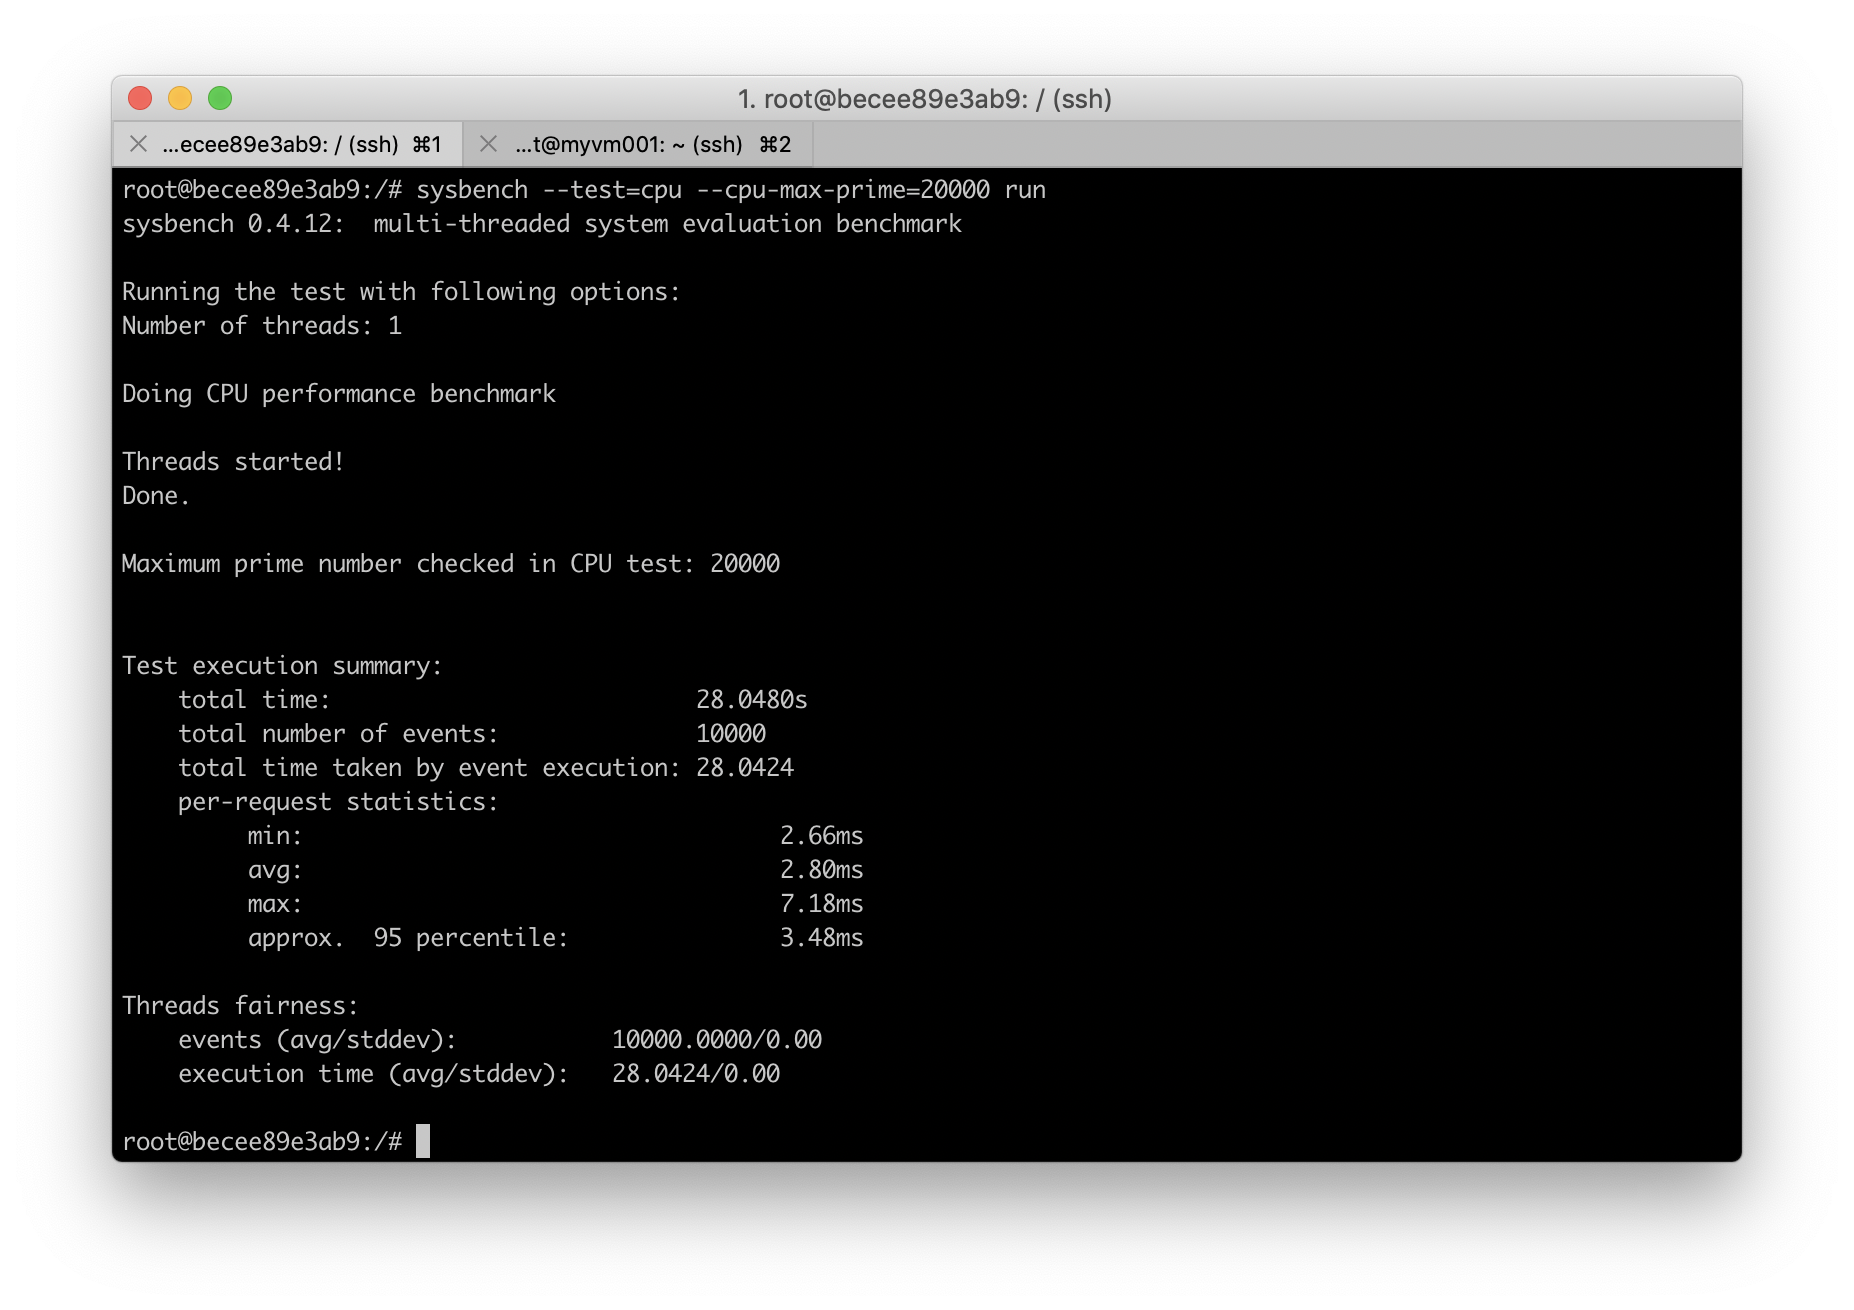 1. root@becee89e3ab9: / (ssh)
...ecee89e3ab9: / (ssh) ⌘1 ...t@myvm001: ~ (ssh) ⌘2
root@becee89e3ab9:/# sysbench --test=cpu --cpu-max-prime=20000 run
sysbench 0.4.12:  multi-threaded system evaluation benchmark
Running the test with following options:
Number of threads: 1
Doing CPU performance benchmark
Threads started!
Done.
Maximum prime number checked in CPU test: 20000
Test execution summary:
    total time:                          28.0480s
    total number of events:              10000
    total time taken by event execution: 28.0424
    per-request statistics:
         min:                                  2.66ms
         avg:                                  2.80ms
         max:                                  7.18ms
         approx.  95 percentile:               3.48ms
Threads fairness:
    events (avg/stddev):           10000.0000/0.00
    execution time (avg/stddev):   28.0424/0.00
root@becee89e3ab9:/#